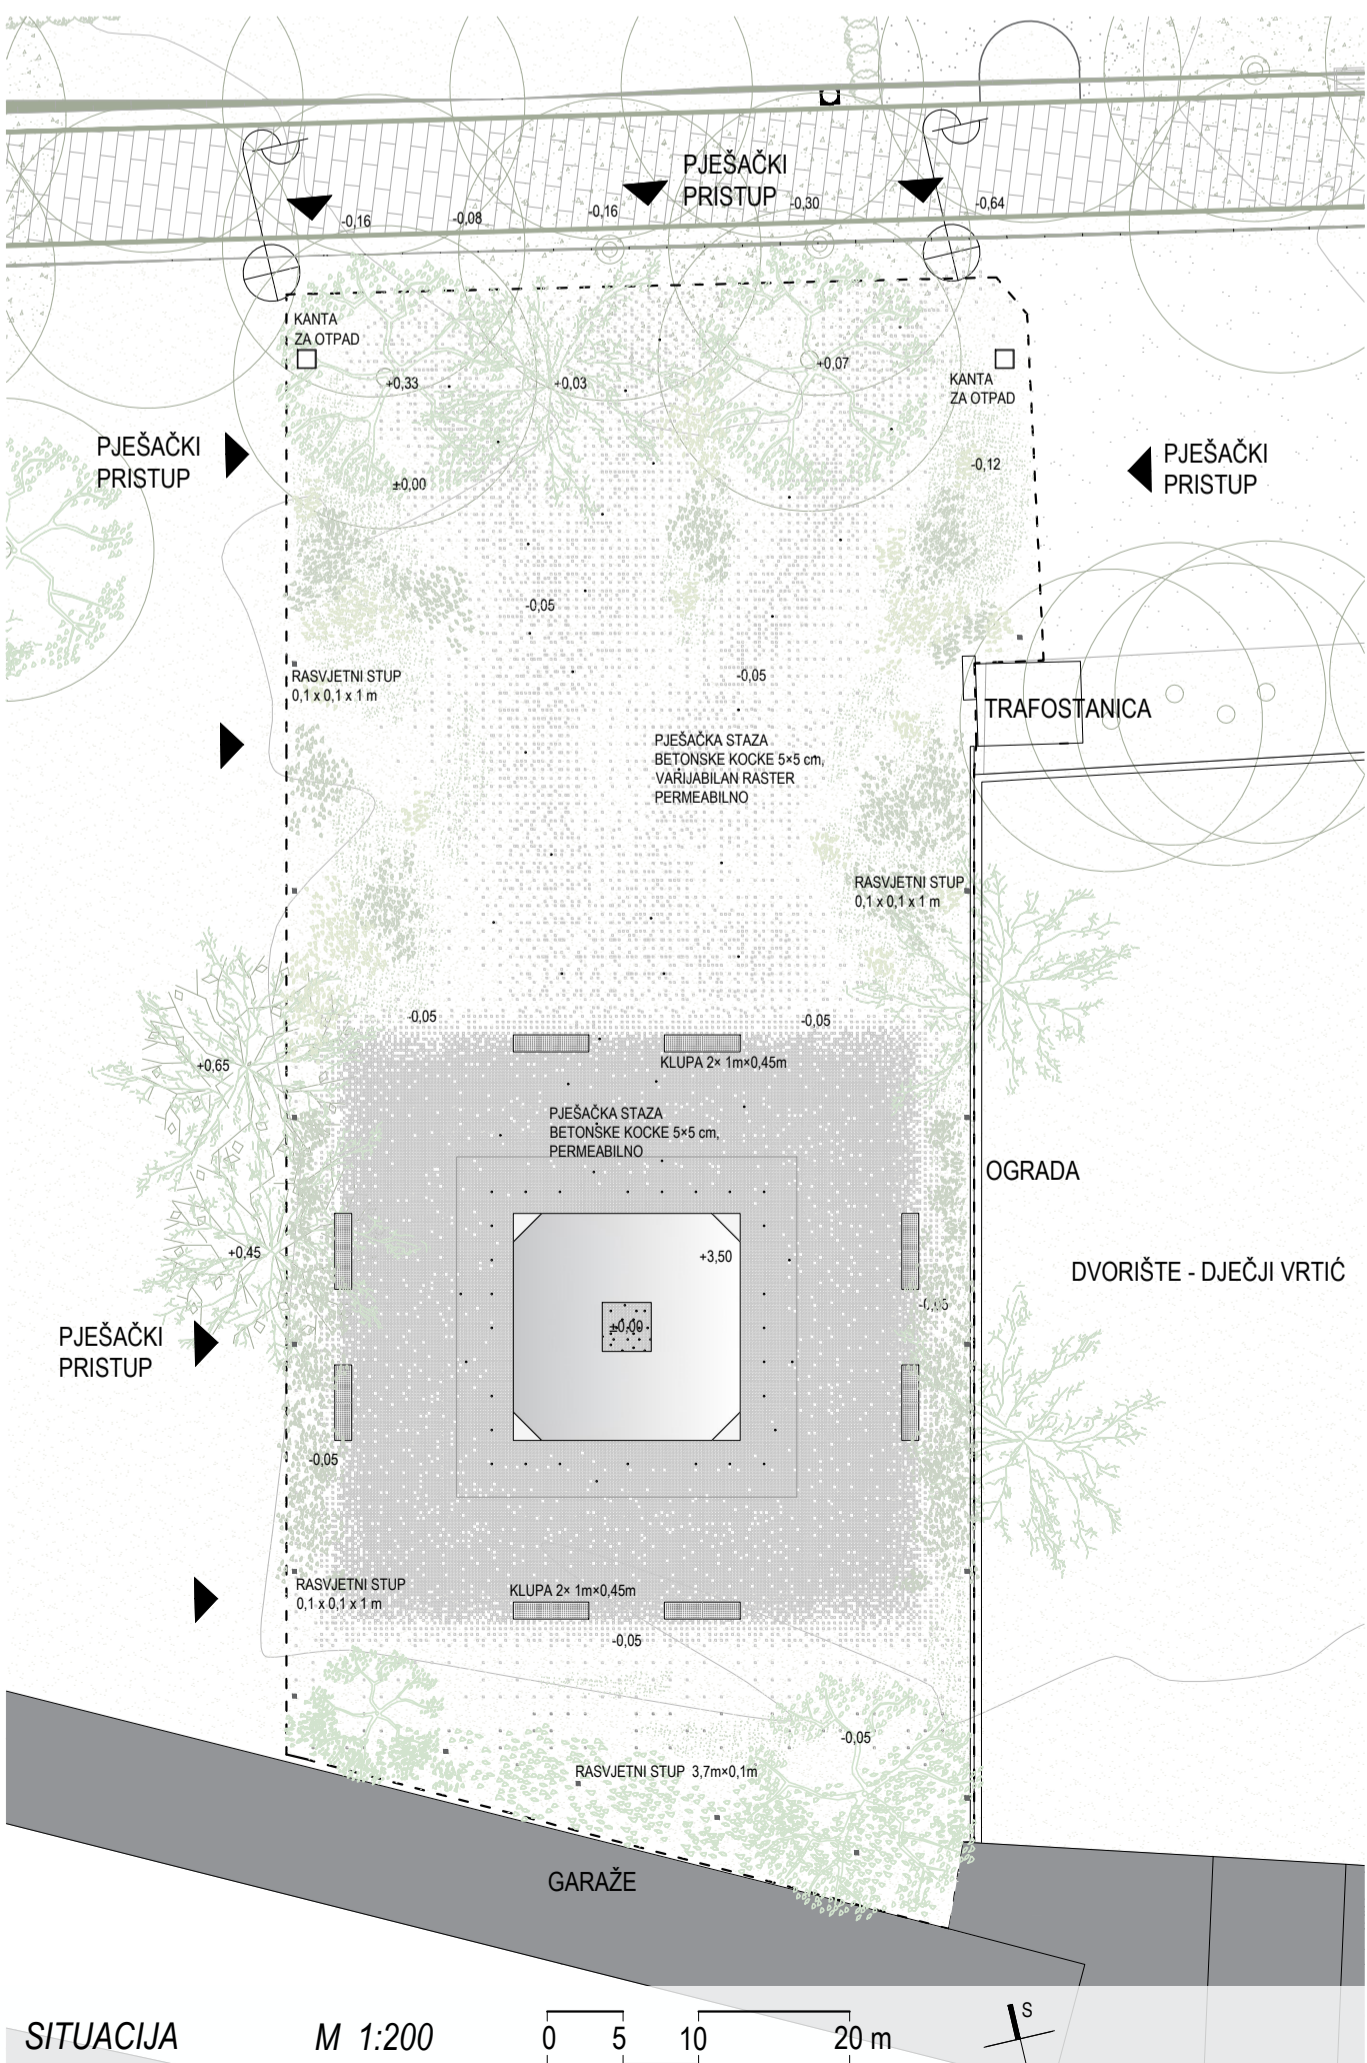 PJEŠAČKI
PRISTUP
-0,16
-0,08
-0,16
-0,30
-0,64
KANTA
ZA OTPAD
+0,33
+0,03
+0,07
KANTA
ZA OTPAD
PJEŠAČKI
PRISTUP
-0,12
PJEŠAČKI
PRISTUP
±0,00
-0,05
RASVJETNI STUP
0,1 x 0,1 x 1 m
-0,05
TRAFOSTANICA
PJEŠAČKA STAZA
BETONSKE KOCKE 5×5 cm,
VARIJABILAN RASTER
PERMEABILNO
RASVJETNI STUP
0,1 x 0,1 x 1 m
-0,05
-0,05
+0,65
KLUPA 2× 1m×0,45m
PJEŠAČKA STAZA
BETONSKE KOCKE 5×5 cm,
PERMEABILNO
OGRADA
+0,45
+3,50
DVORIŠTE - DJEČJI VRTIĆ
-0,05
±0,00
PJEŠAČKI
PRISTUP
-0,05
RASVJETNI STUP
0,1 x 0,1 x 1 m
KLUPA 2× 1m×0,45m
-0,05
-0,05
RASVJETNI STUP 3,7m×0,1m
GARAŽE
SITUACIJA M 1:200 0 5 10 20 m
S